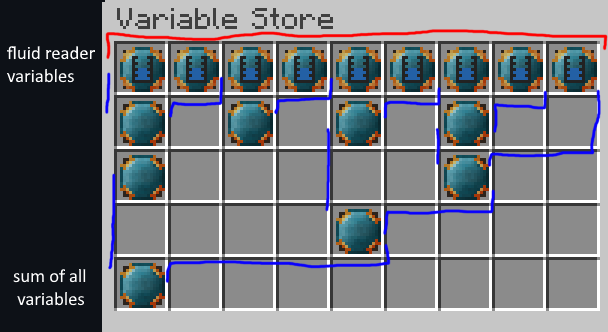 Variable Store
fluid reader
variables
sum of all
variables